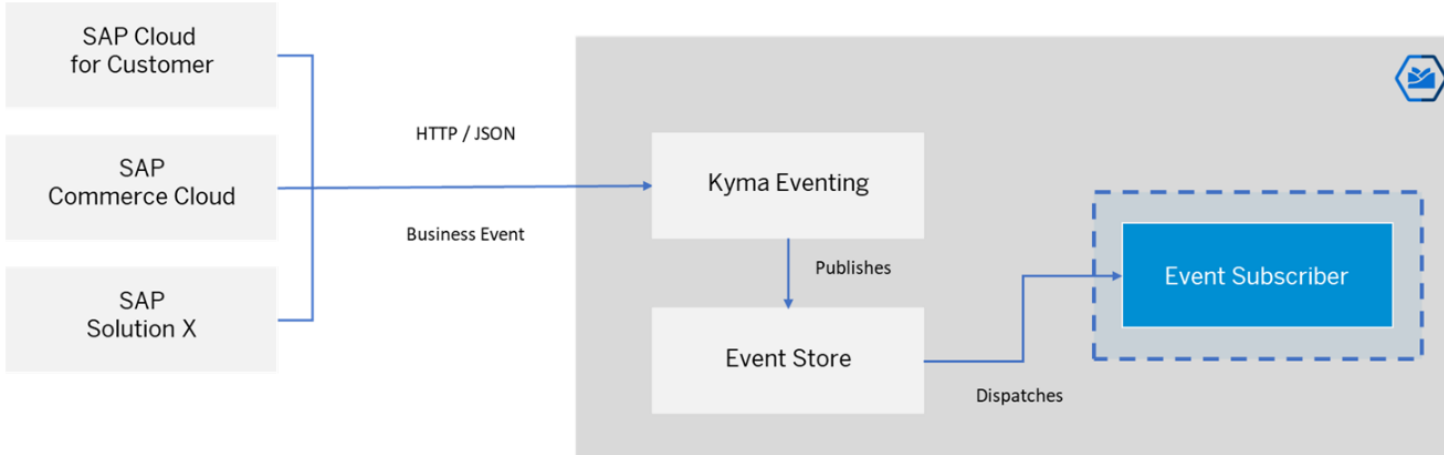 SAP Cloud
for Customer
SAP
Commerce Cloud
SAP
Solution X
HTTP / JSON
Business Event
Kyma Eventing
Publishes
Event Store
Dispatches
Event Subscriber